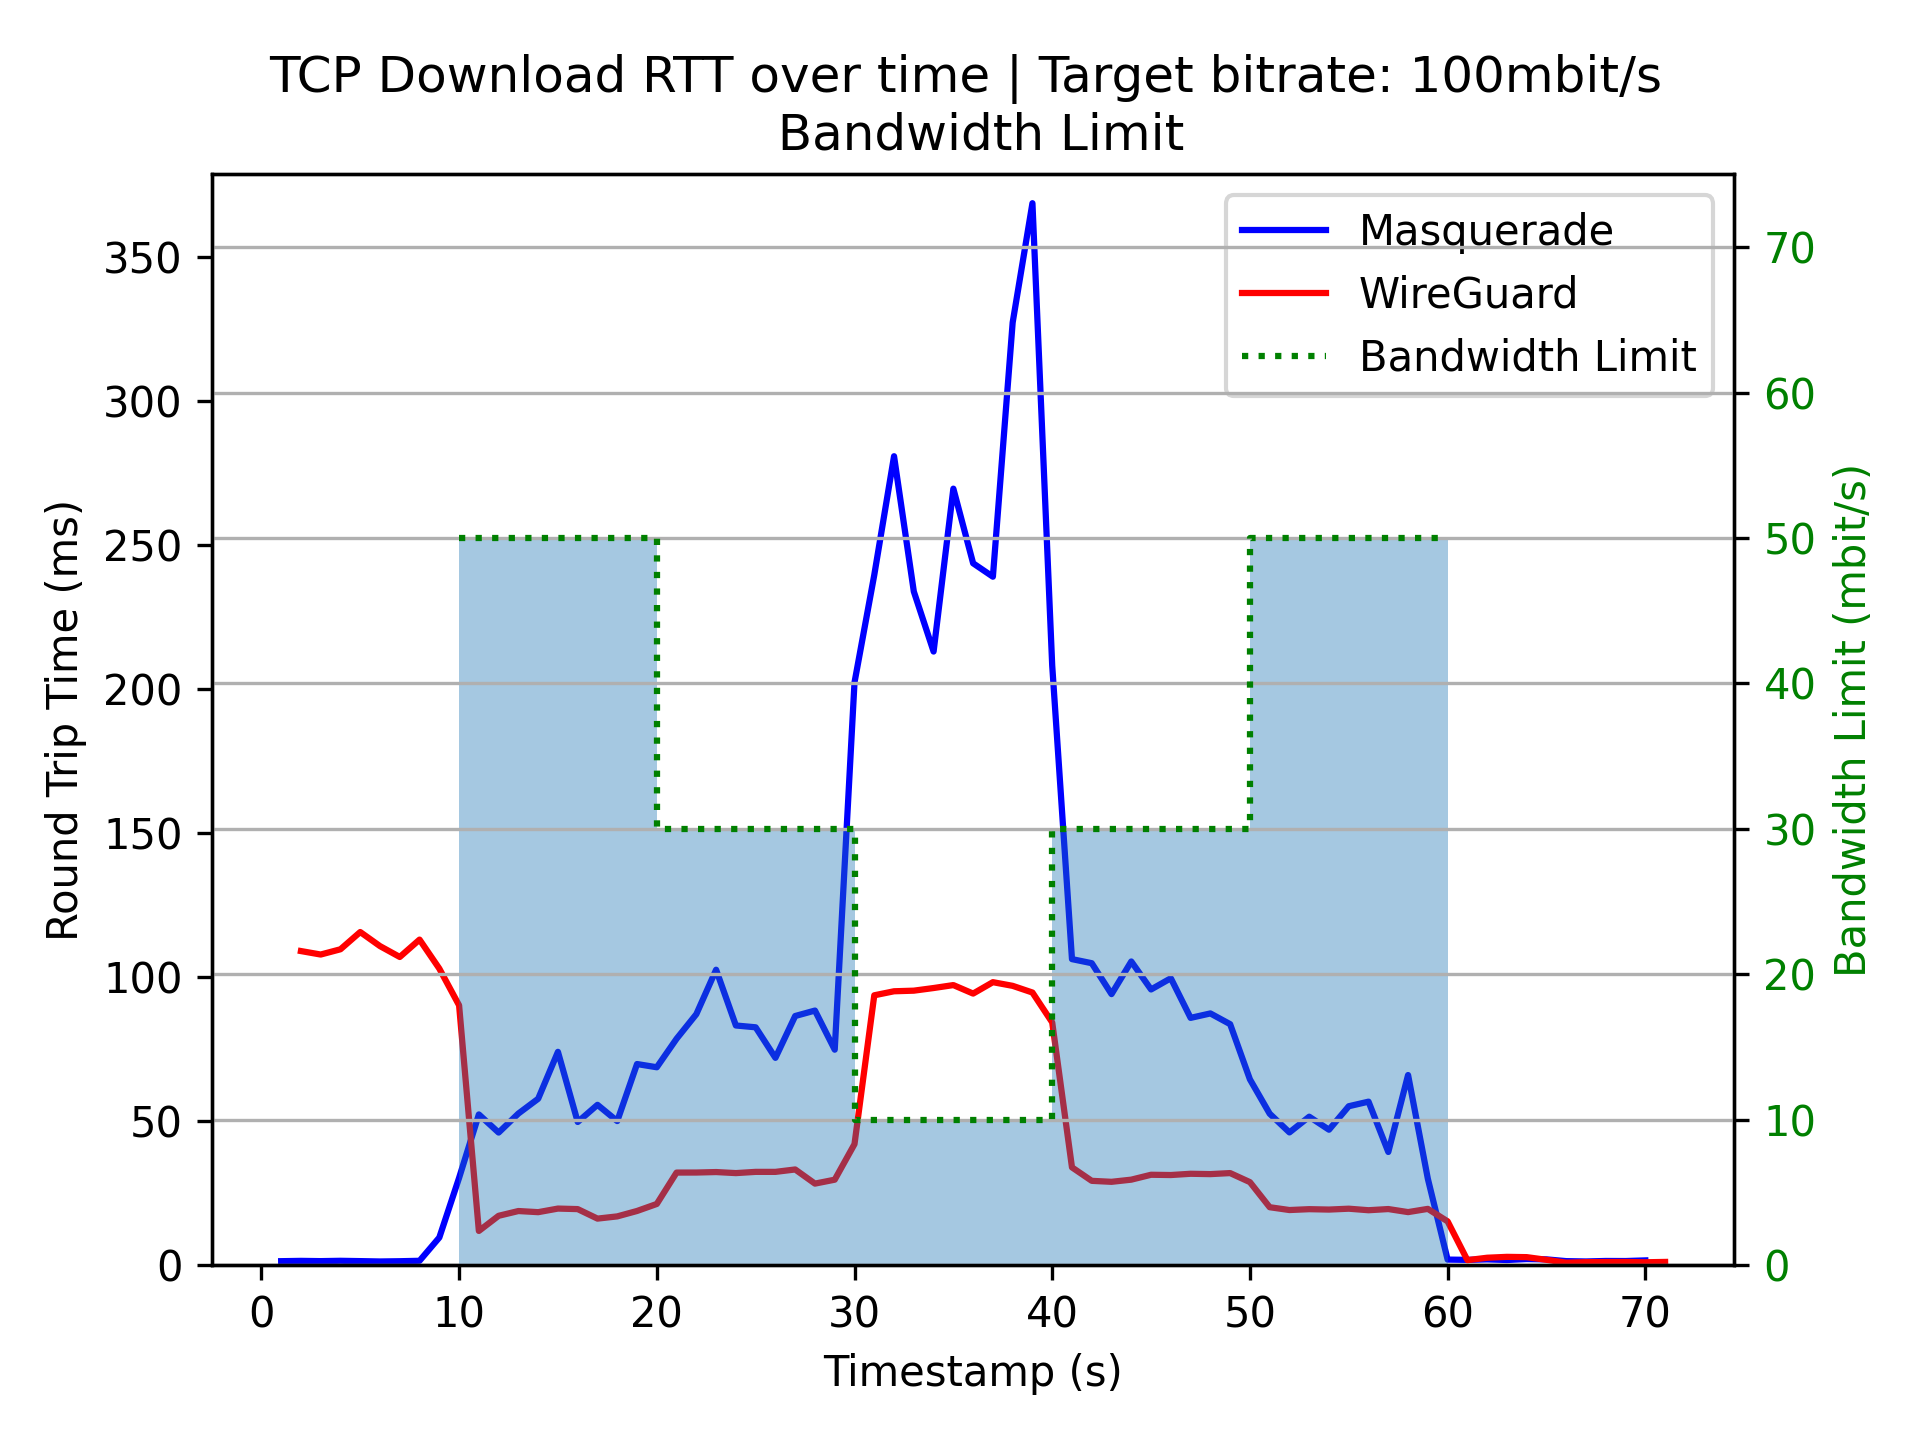 TCP Download RTT over time | Target bitrate: 100mbit/s
Bandwidth Limit
Masquerade
WireGuard
Bandwidth Limit
Round Trip Time (ms)
350
300
250
200
150
100
50
0
70
60
50
40
30
20
10
0
Bandwidth Limit (mbit/s)
0 10 20 30 40 50 60 70
Timestamp (s)